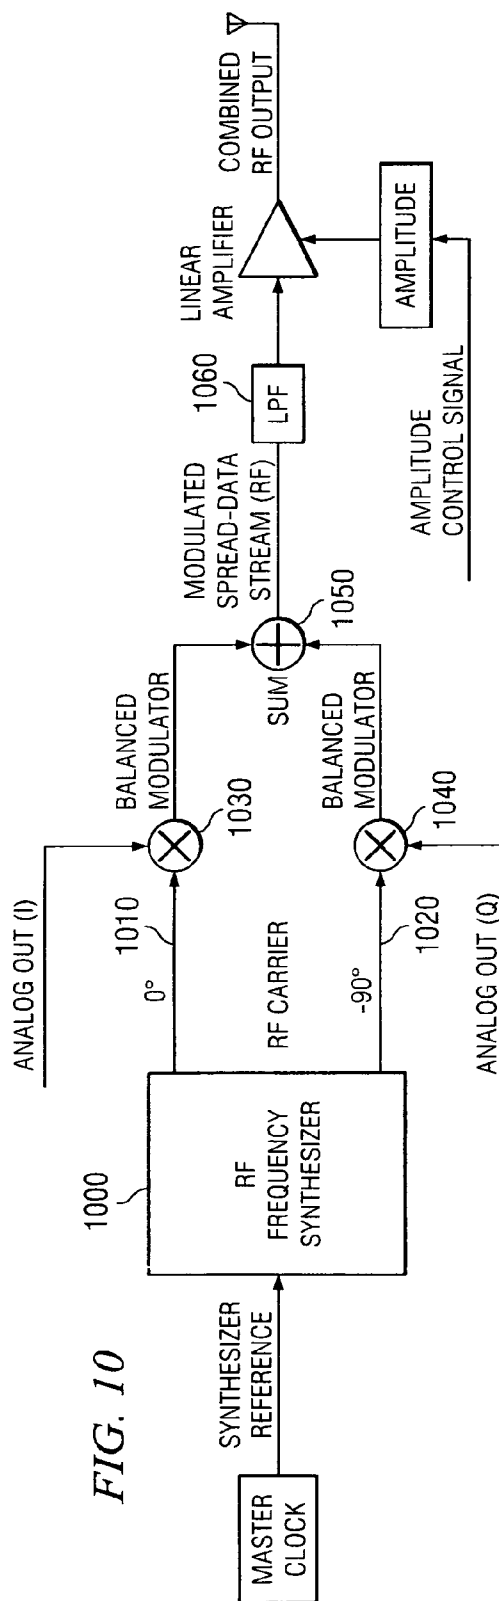 FIG. 10
MASTER
CLOCK
SYNTHESIZER
REFERENCE
1000
RF
FREQUENCY
SYNTHESIZER
ANALOG OUT (I)
0°
1010
RF CARRIER
-90°
1020
ANALOG OUT (Q)
BALANCED
MODULATOR
1030
BALANCED
MODULATOR
1040
SUM
1050
MODULATED
SPREAD-DATA
STREAM (RF)
1060
LPF
LINEAR
AMPLIFIER
COMBINED
RF OUTPUT
AMPLITUDE
AMPLITUDE
CONTROL SIGNAL